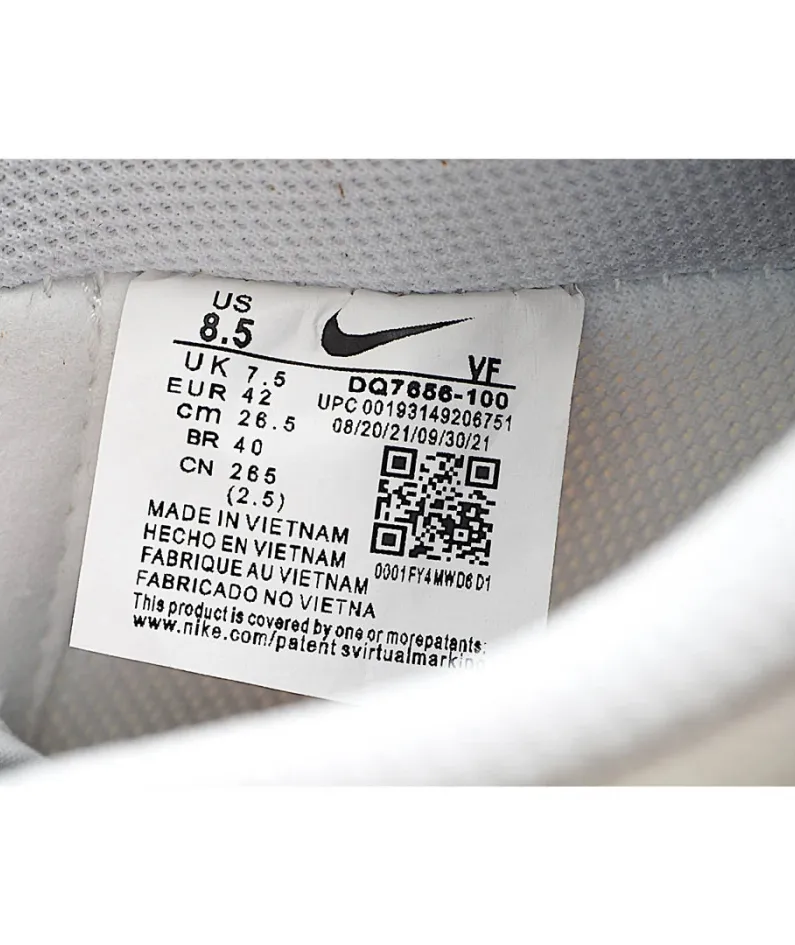 US
8.5
VF
UK 7.5
EUR 42
cm 26.5
BR 40
CN 265
(2.5)
DQ7656-100
UPC 00193149206751
08/20/21/09/30/21
0001FY4MWD6D1
MADE IN VIETNAM
HECHO EN VIETNAM
FABRIQUE AU VIETNAM
FABRICADO NO VIETNA
This product is covered by one or morepatents;
www.nike.com/patent svirtualmarking